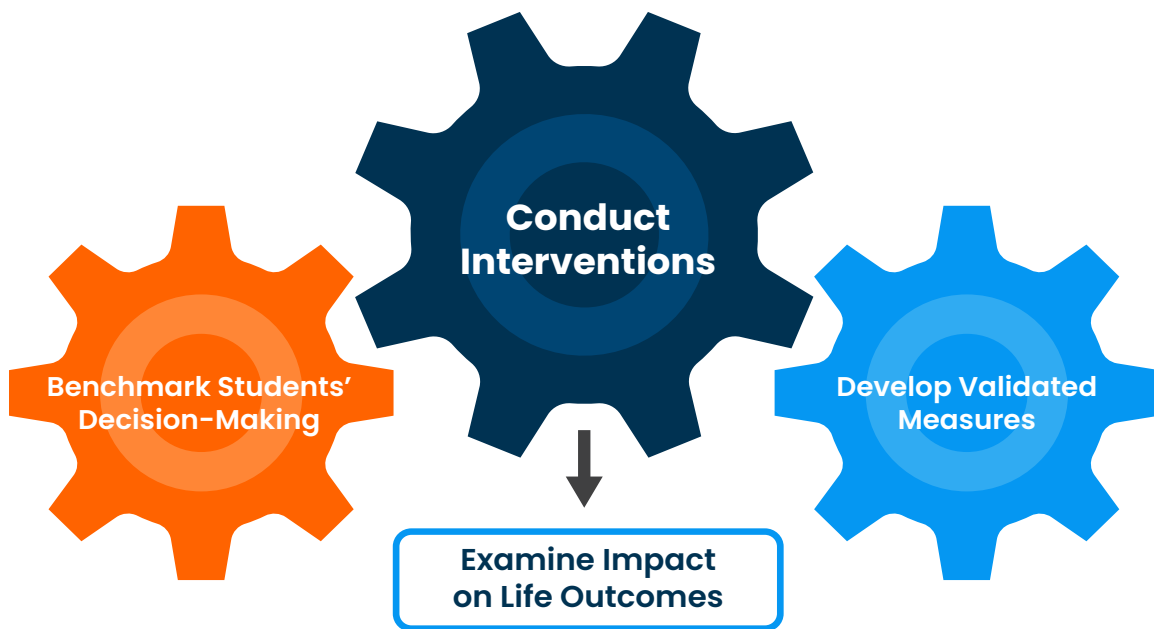 Conduct
Interventions
Benchmark Students’
Decision-Making
Develop Validated
Measures
Examine Impact
on Life Outcomes